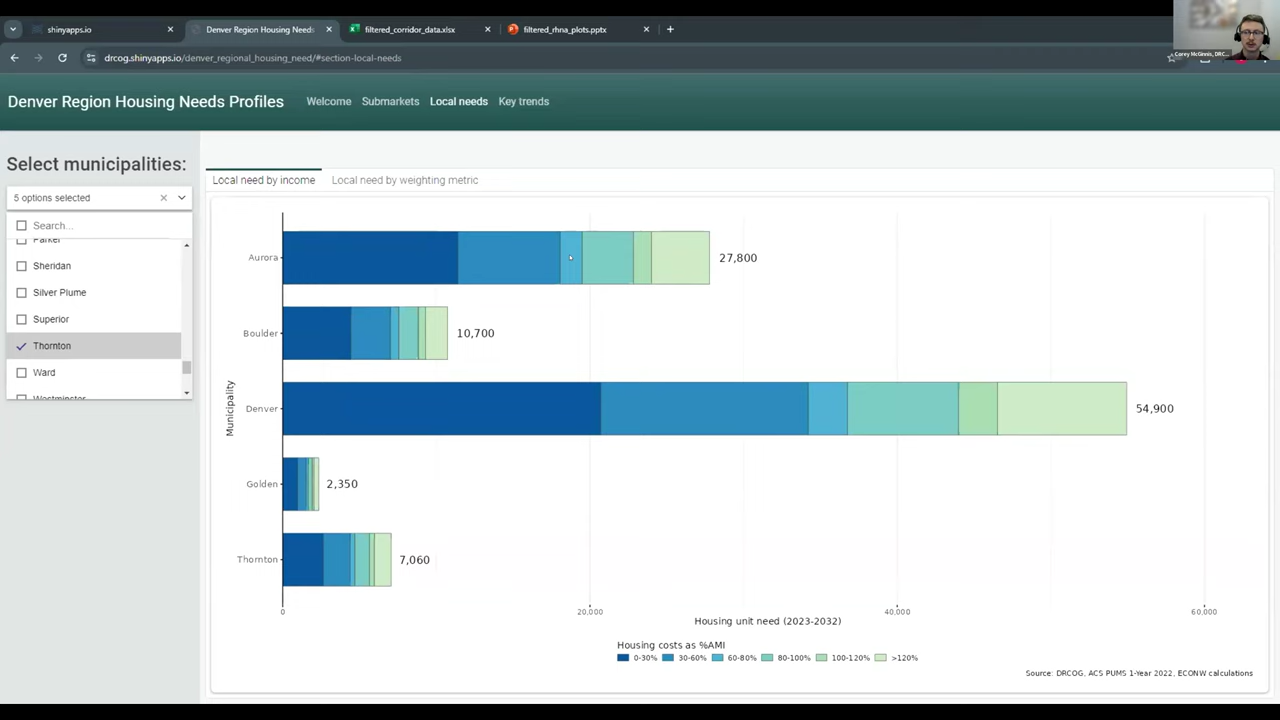 shinyapps.io
Denver Region Housing Needs
filtered_corridor_data.xlsx
filtered_rhna_plots.pptx
drcog.shinyapps.io/denver_regional_housing_need/#section-local-needs
Corey McGinnis, DRC...
Denver Region Housing Needs Profiles
Welcome
Submarkets
Local needs
Key trends
Select municipalities:
5 options selected
Search...
Parker
Sheridan
Silver Plume
Superior
Thornton
Ward
Westminster
Local need by income
Local need by weighting metric
Municipality
Aurora
27,800
Boulder
10,700
Denver
54,900
Golden
2,350
Thornton
7,060
0
20,000
40,000
60,000
Housing unit need (2023-2032)
Housing costs as %AMI
0-30%
30-60%
60-80%
80-100%
100-120%
>120%
Source: DRCOG, ACS PUMS 1-Year 2022, ECONW calculations